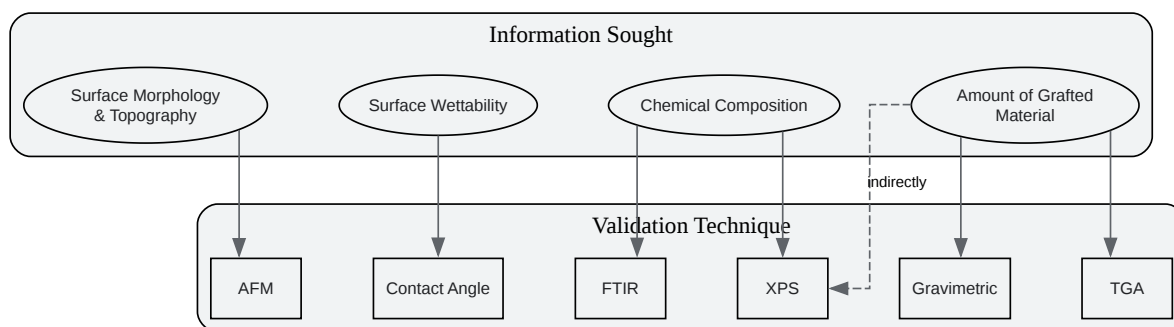 Information Sought
Surface Morphology
& Topography
Surface Wettability
Chemical Composition
Amount of Grafted
Material
indirectly
Validation Technique
AFM
Contact Angle
FTIR
XPS
Gravimetric
TGA